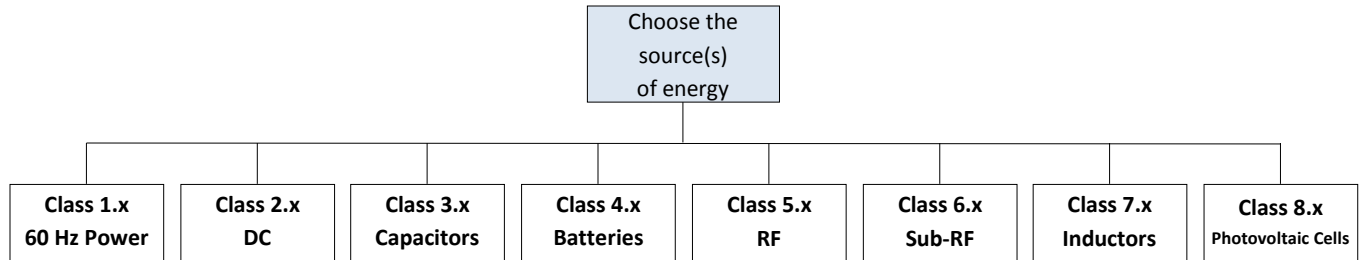 Choose the
source(s)
of energy
Class 1.x
60 Hz Power
Class 2.x
DC
Class 3.x
Capacitors
Class 4.x
Batteries
Class 5.x
RF
Class 6.x
Sub-RF
Class 7.x
Inductors
Class 8.x
Photovoltaic Cells